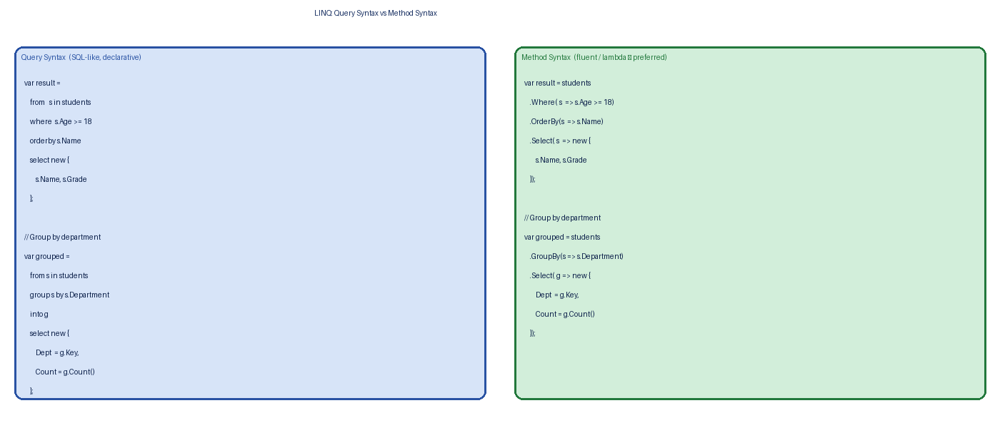 LINQ: Query Syntax vs Method Syntax
Query Syntax (SQL-like, declarative)
var result =
from s in students
where s.Age >= 18
orderby s.Name
select new {
s.Name, s.Grade
};
// Group by department
var grouped =
from s in students
group s by s.Department
into g
select new {
Dept = g.Key,
Count = g.Count()
};
Method Syntax (fluent / lambda preferred)
var result = students
.Where( s => s.Age >= 18)
.OrderBy(s => s.Name)
.Select( s => new {
s.Name, s.Grade
});
// Group by department
var grouped = students
.GroupBy(s => s.Department)
.Select( g => new {
Dept = g.Key,
Count = g.Count()
});